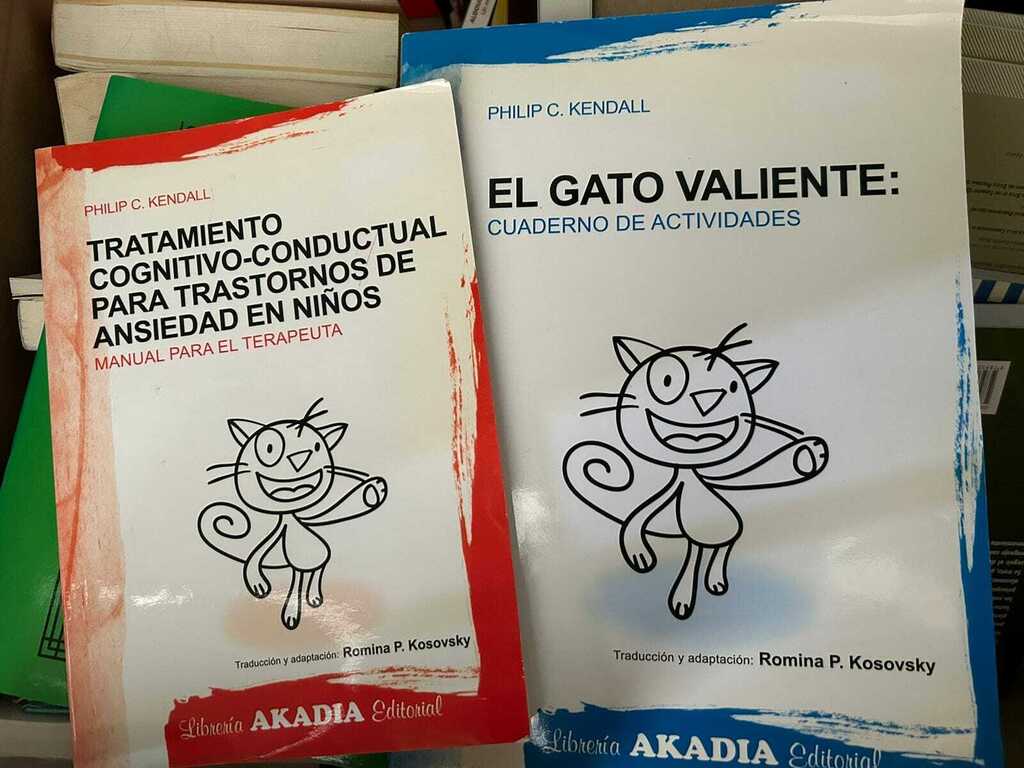 PHILIP C. KENDALL
TRATAMIENTO
COGNITIVO-CONDUCTUAL
PARA TRASTORNOS DE
ANSIEDAD EN NIÑOS
MANUAL PARA EL TERAPEUTA
Traducción y adaptación: Romina P. Kosovsky
Librería AKADIA Editorial
PHILIP C. KENDALL
EL GATO VALIENTE:
CUADERNO DE ACTIVIDADES
Traducción y adaptación: Romina P. Kosovsky
Librería AKADIA Editorial